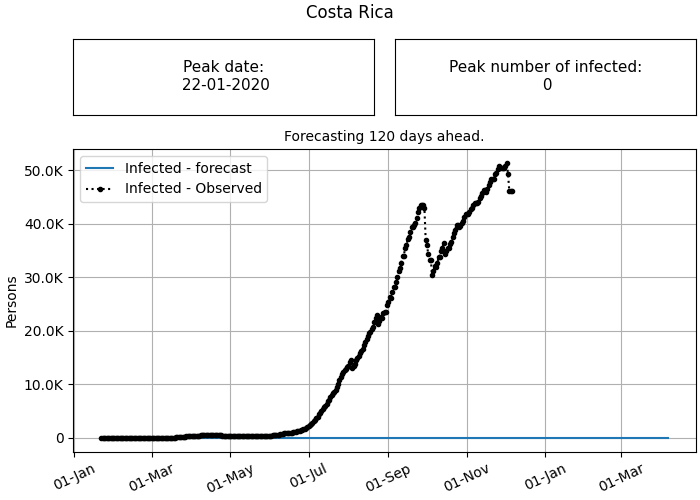 Costa Rica
Peak date:
22-01-2020
Peak number of infected:
0
Forecasting 120 days ahead.
Infected - forecast
Infected - Observed
50.0K
40.0K
30.0K
20.0K
10.0K
0
Persons
01-Jan
01-Mar
01-May
01-Jul
01-Sep
01-Nov
01-Jan
01-Mar